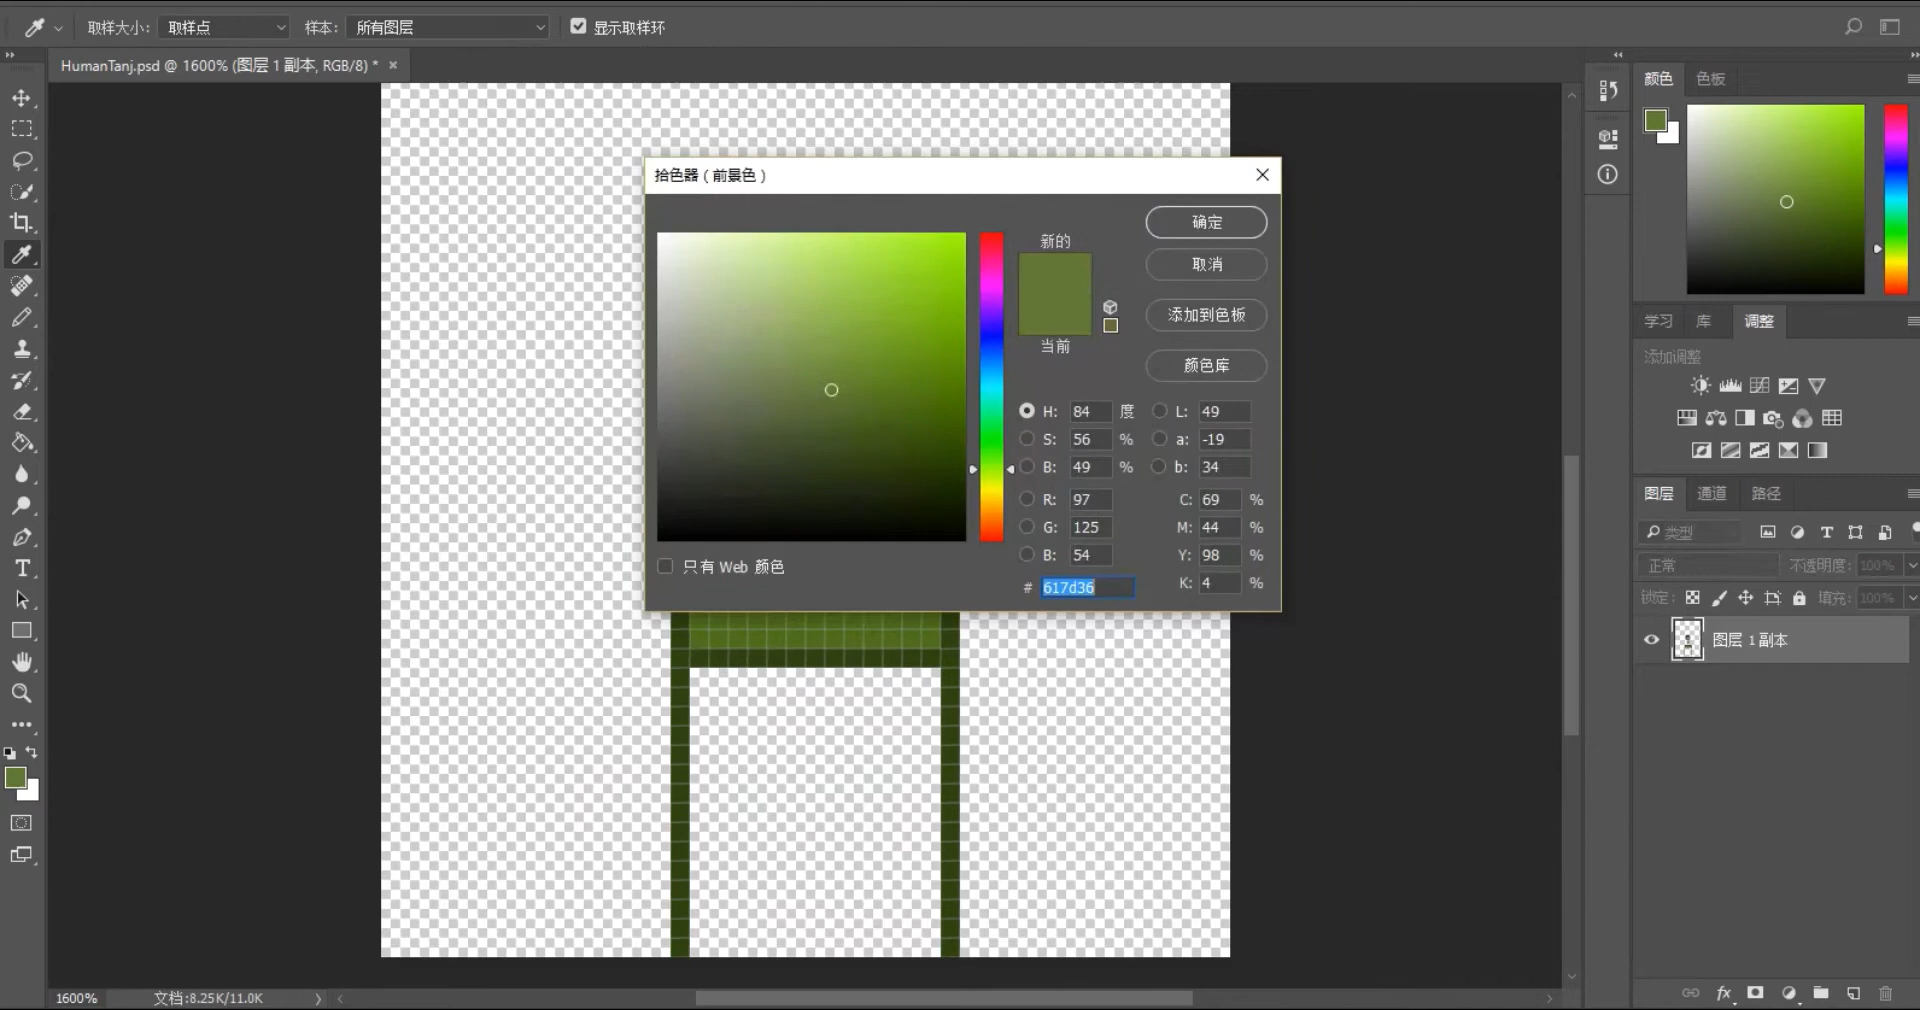 取样大小: 取样点 样本: 所有图层 显示取样环
HumanTanj.psd @ 1600% (图层 1 副本, RGB/8) * ×
颜色 色板
拾色器（前景色）
确定
新的
取消
添加到色板
当前
颜色库
H: 84 度 L: 49
S: 56 % a: -19
B: 49 % b: 34
R: 97 C: 69 %
G: 125 M: 44 %
B: 54 Y: 98 %
# 617d36 K: 4 %
只有 Web 颜色
学习 库 调整
添加调整
图层 通道 路径
类型
正常 不透明度: 100%
锁定: 填充: 100%
图层 1 副本
fx
1600% 文档:8.25K/11.0K